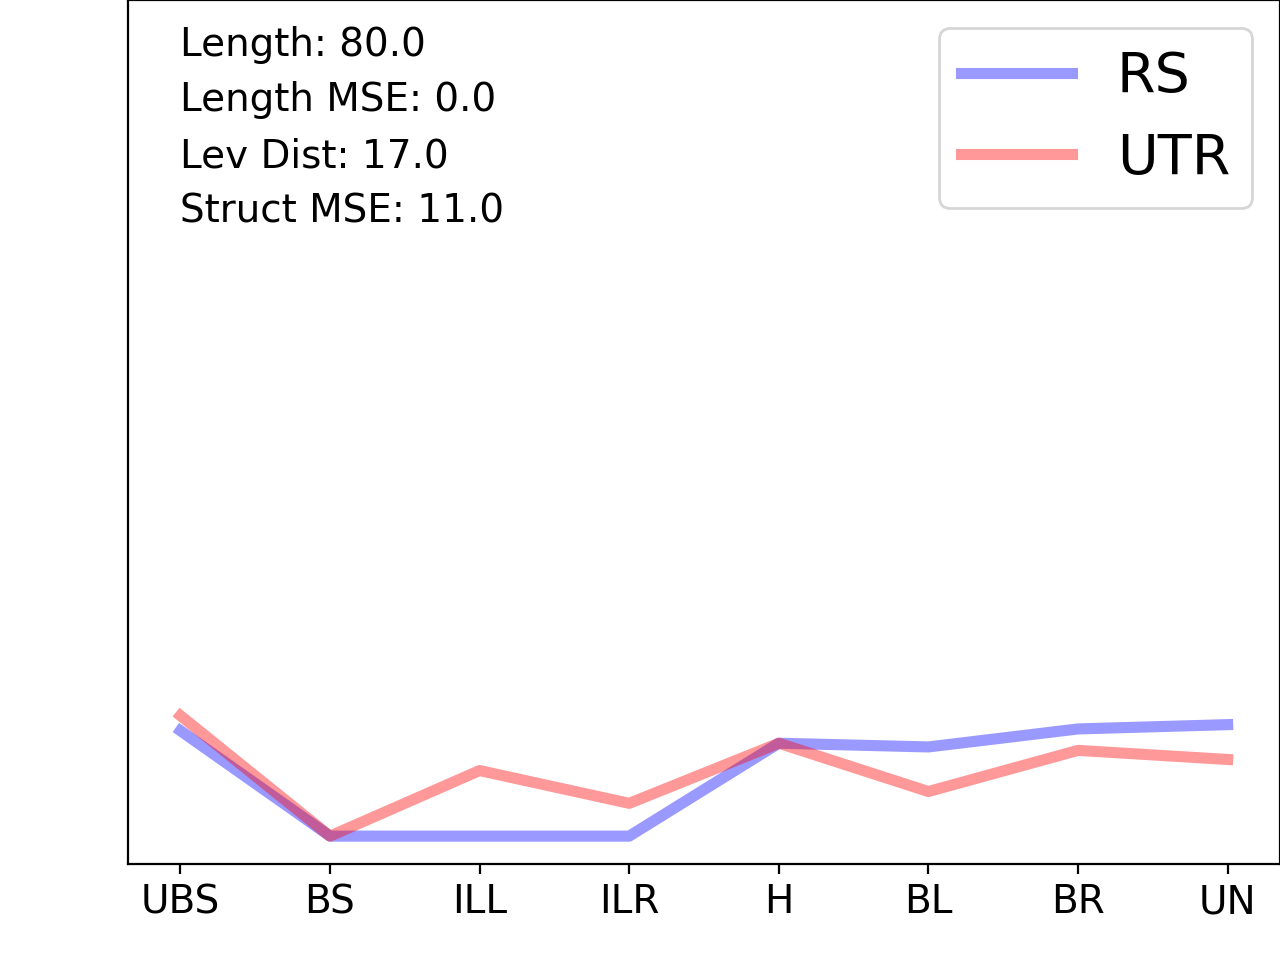 Length: 80.0
Length MSE: 0.0
Lev Dist: 17.0
Struct MSE: 11.0
RS
UTR
UBS BS ILL ILR H BL BR UN